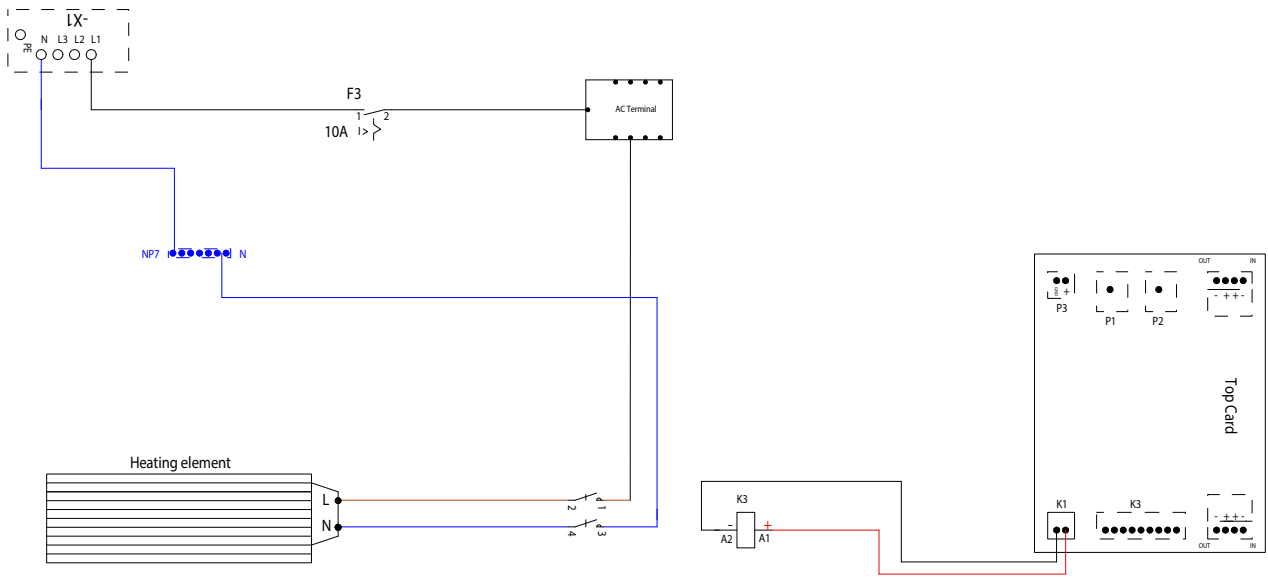 -X1
N L3 L2 L1
PE
F3
1 2
10A
AC Terminal
NP7 N
OUT IN
GND +
- + + -
P3
P1
P2
Top Card
Heating element
L
2 1
N
4 3
K3
- +
A2 A1
K1
K3
- + + -
OUT IN